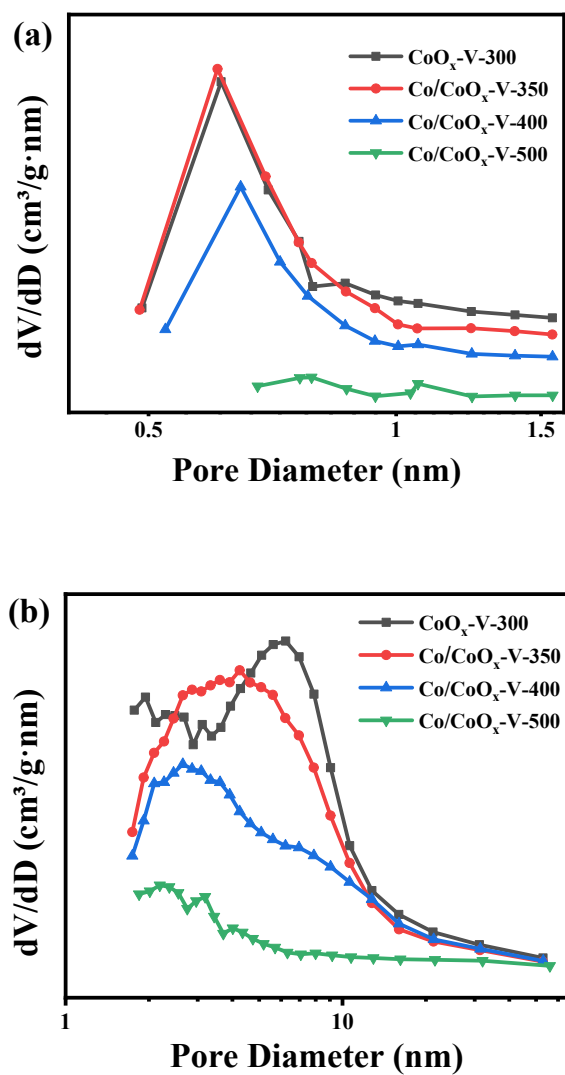 (a)
CoOₓ-V-300
Co/CoOₓ-V-350
Co/CoOₓ-V-400
Co/CoOₓ-V-500
dV/dD (cm³/g·nm)
0.5 1 1.5
Pore Diameter (nm)
(b)
CoOₓ-V-300
Co/CoOₓ-V-350
Co/CoOₓ-V-400
Co/CoOₓ-V-500
dV/dD (cm³/g·nm)
1 10
Pore Diameter (nm)